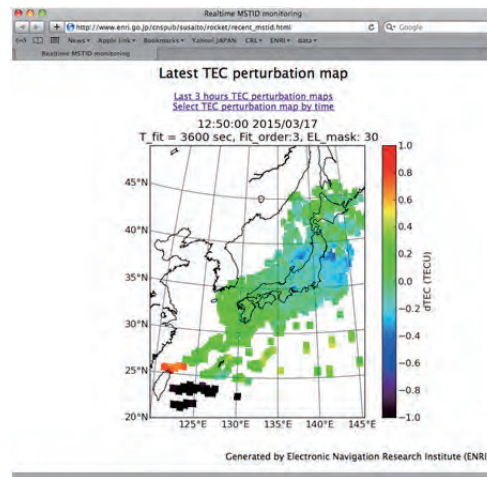 Realtime MSTID monitoring
http://www.enri.go.jp/cnspub/susaito/rocket/recent_mstid.html
Google
News Apple link Bookmarks Yahoo! JAPAN CRL ENRI data
Realtime MSTID monitoring
Latest TEC perturbation map
Last 3 hours TEC perturbation maps
Select TEC perturbation map by time
12:50:00 2015/03/17
T_fit = 3600 sec, Fit_order:3, EL_mask: 30
45°N
40°N
35°N
30°N
25°N
20°N
125°E 130°E 135°E 140°E 145°E
1.0
0.8
0.6
0.4
0.2
0.0
−0.2
−0.4
−0.6
−0.8
−1.0
dTEC (TECU)
Generated by Electronic Navigation Research Institute (ENRI